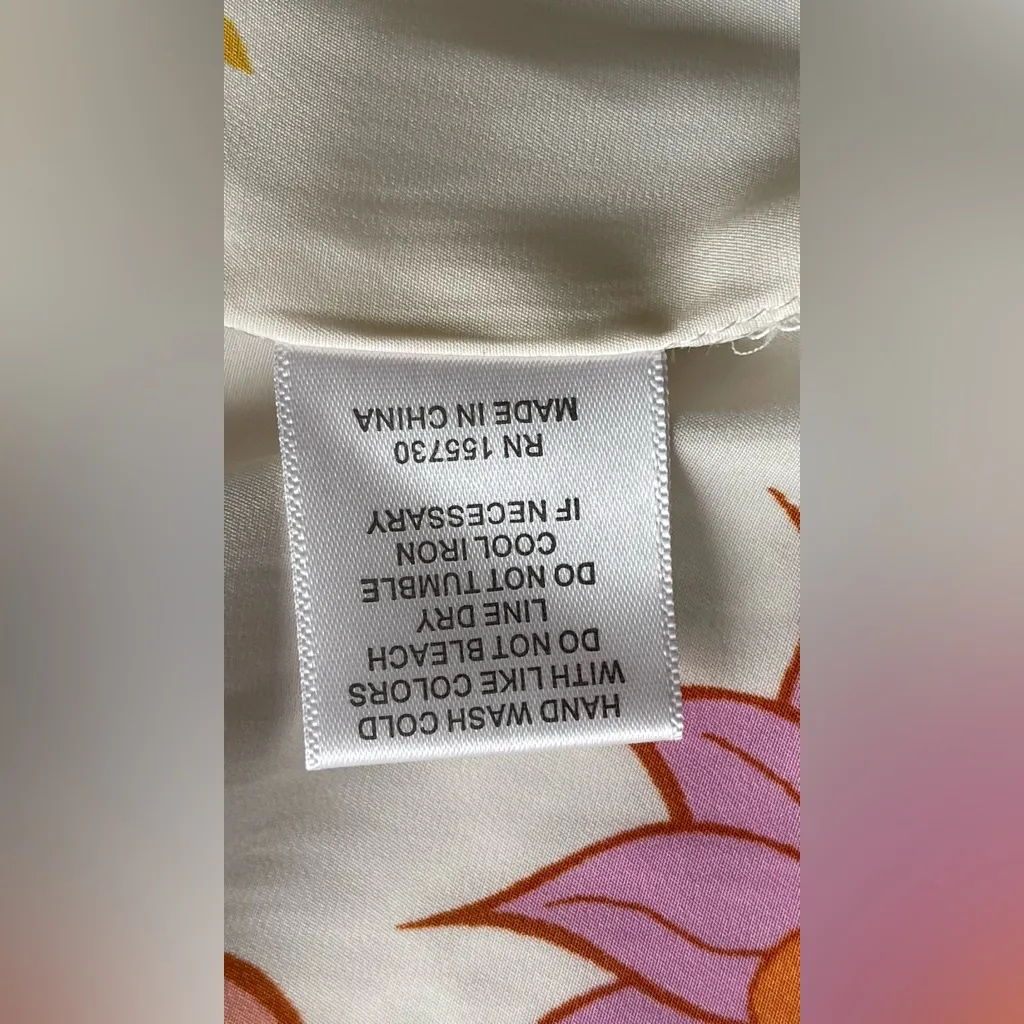 HAND WASH COLD
WITH LIKE COLORS
DO NOT BLEACH
LINE DRY
DO NOT TUMBLE
COOL IRON
IF NECESSARY
RN 155730
MADE IN CHINA